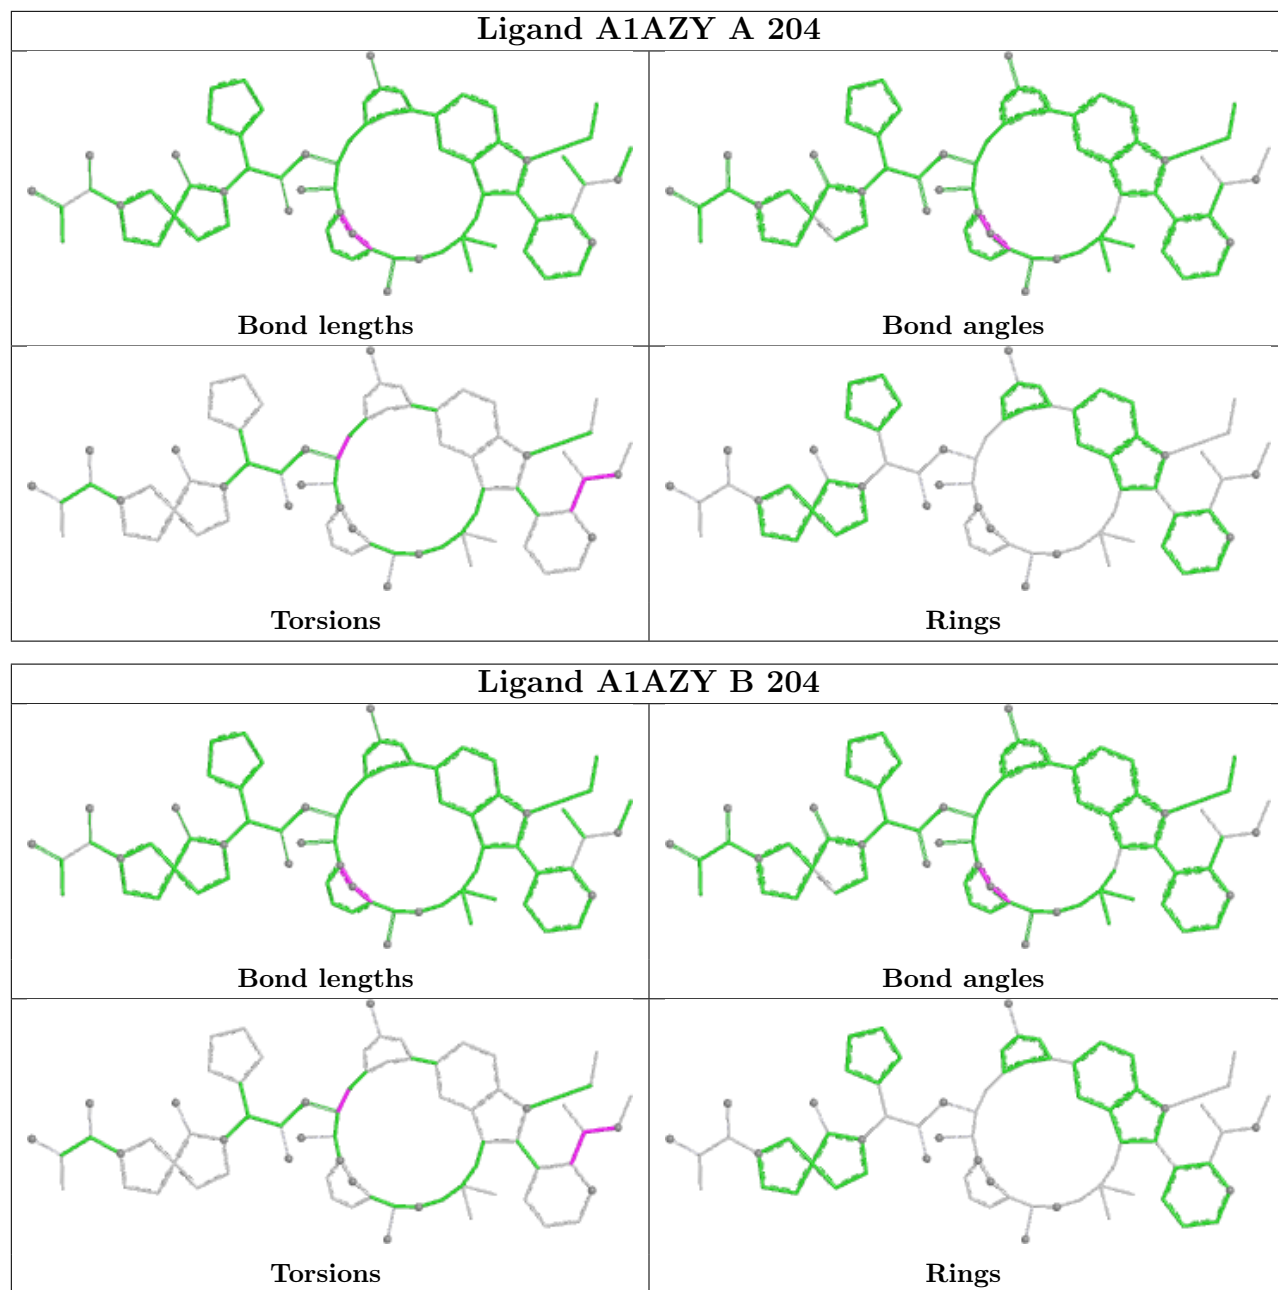 Ligand A1AZY A 204
Bond lengths
Bond angles
Torsions
Rings
Ligand A1AZY B 204
Bond lengths
Bond angles
Torsions
Rings